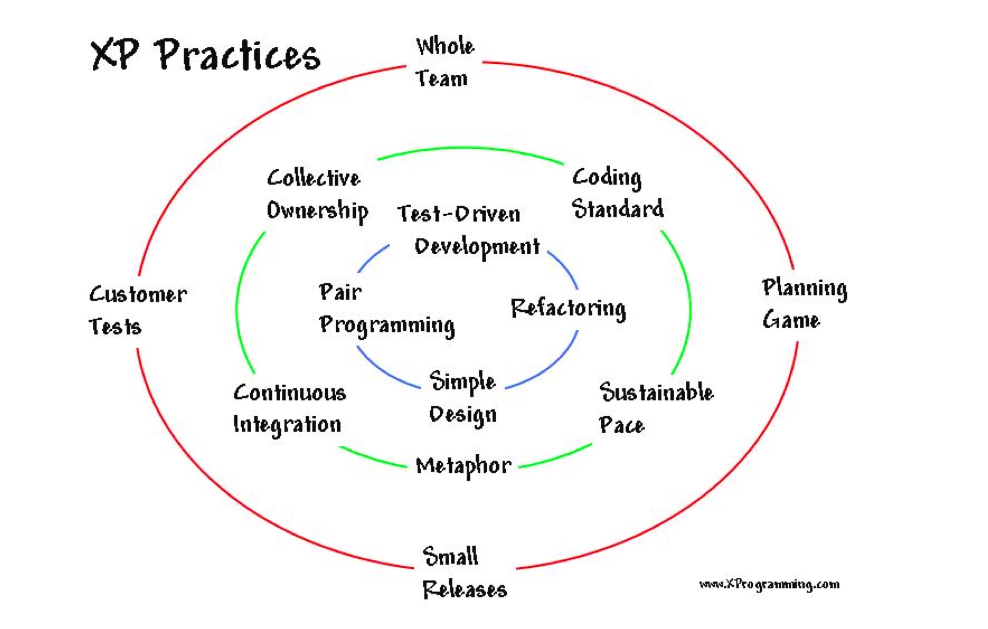 XP Practices
Whole
Team
Collective
Ownership
Coding
Standard
Test-Driven
Development
Customer
Tests
Pair
Programming
Refactoring
Planning
Game
Continuous
Integration
Simple
Design
Sustainable
Pace
Metaphor
Small
Releases
www.XProgramming.com